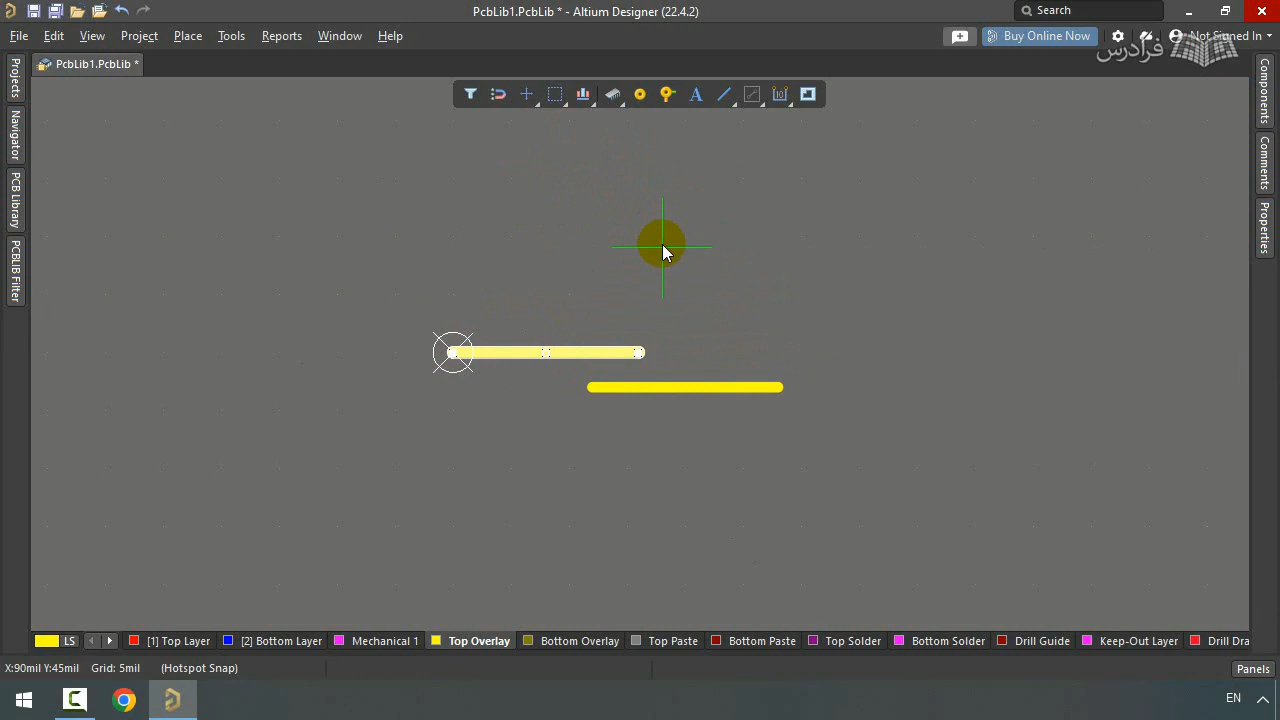 PcbLib1.PcbLib * - Altium Designer (22.4.2)
Search
File Edit View Project Place Tools Reports Window Help
Buy Online Now
Not Signed In
فرادرس
PcbLib1.PcbLib *
Projects
Navigator
PCB Library
PCBLIB Filter
Components
Comments
Properties
A
10
LS
[1] Top Layer
[2] Bottom Layer
Mechanical 1
Top Overlay
Bottom Overlay
Top Paste
Bottom Paste
Top Solder
Bottom Solder
Drill Guide
Keep-Out Layer
Drill Dra
X:90mil Y:45mil Grid: 5mil (Hotspot Snap)
Panels
EN